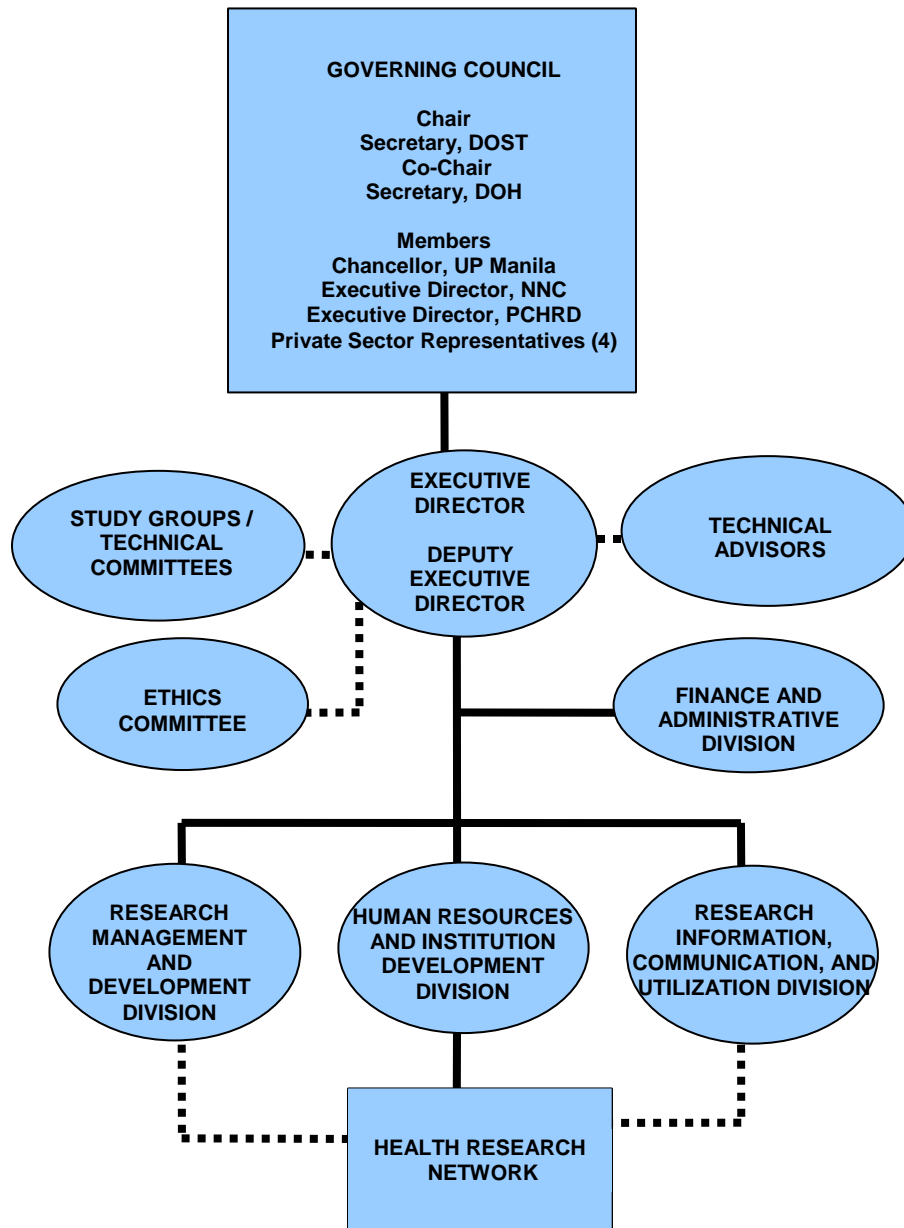 GOVERNING COUNCIL
Chair
Secretary, DOST
Co-Chair
Secretary, DOH
Members
Chancellor, UP Manila
Executive Director, NNC
Executive Director, PCHRD
Private Sector Representatives (4)
STUDY GROUPS /
TECHNICAL
COMMITTEES
EXECUTIVE
DIRECTOR
DEPUTY
EXECUTIVE
DIRECTOR
TECHNICAL
ADVISORS
ETHICS
COMMITTEE
FINANCE AND
ADMINISTRATIVE
DIVISION
RESEARCH
MANAGEMENT
AND
DEVELOPMENT
DIVISION
HUMAN RESOURCES
AND INSTITUTION
DEVELOPMENT
DIVISION
RESEARCH
INFORMATION,
COMMUNICATION, AND
UTILIZATION DIVISION
HEALTH RESEARCH
NETWORK